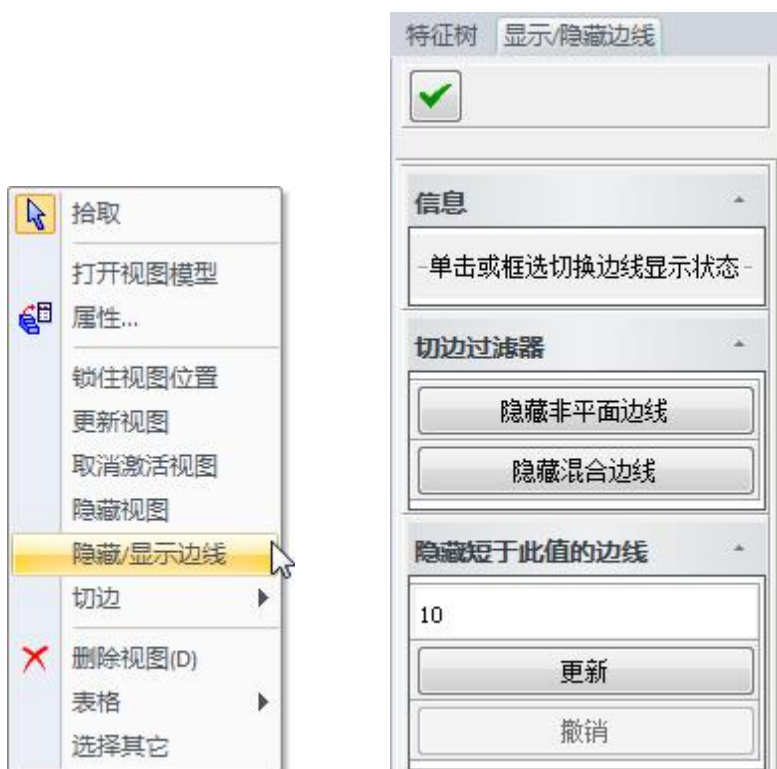 拾取
打开视图模型
属性...
锁住视图位置
更新视图
取消激活视图
隐藏视图
隐藏/显示边线
切边
删除视图(D)
表格
选择其它
特征树 显示/隐藏边线
信息
单击或框选切换边线显示状态
切边过滤器
隐藏非平面边线
隐藏混合边线
隐藏短于此值的边线
10
更新
撤销